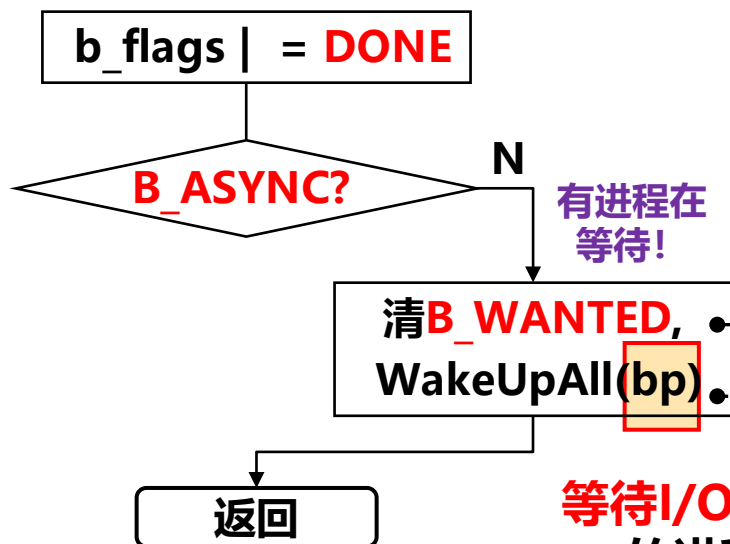 b_flags | = DONE
B_ASYNC?
N
有进程在
等待！
清B_WANTED,
WakeUpAll(bp)
返回
等待I/O